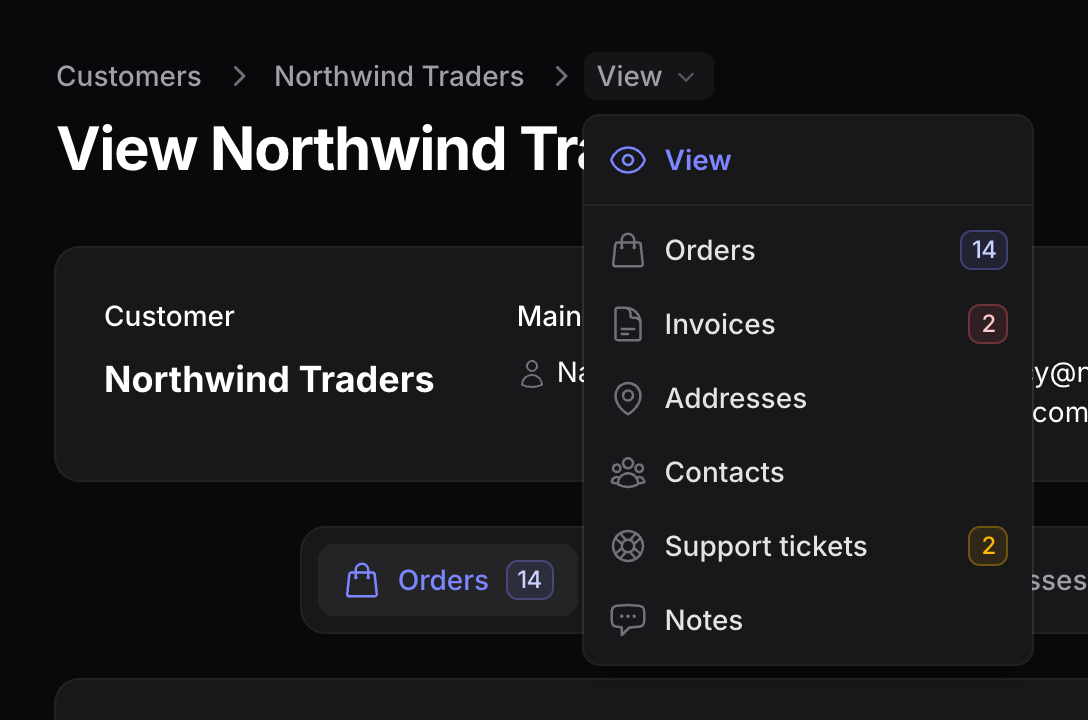 Customers > Northwind Traders > View
View Northwind
View
Orders 14
Invoices 2
Addresses
Contacts
Support tickets 2
Notes
Customer
Northwind Traders
Main
Orders 14